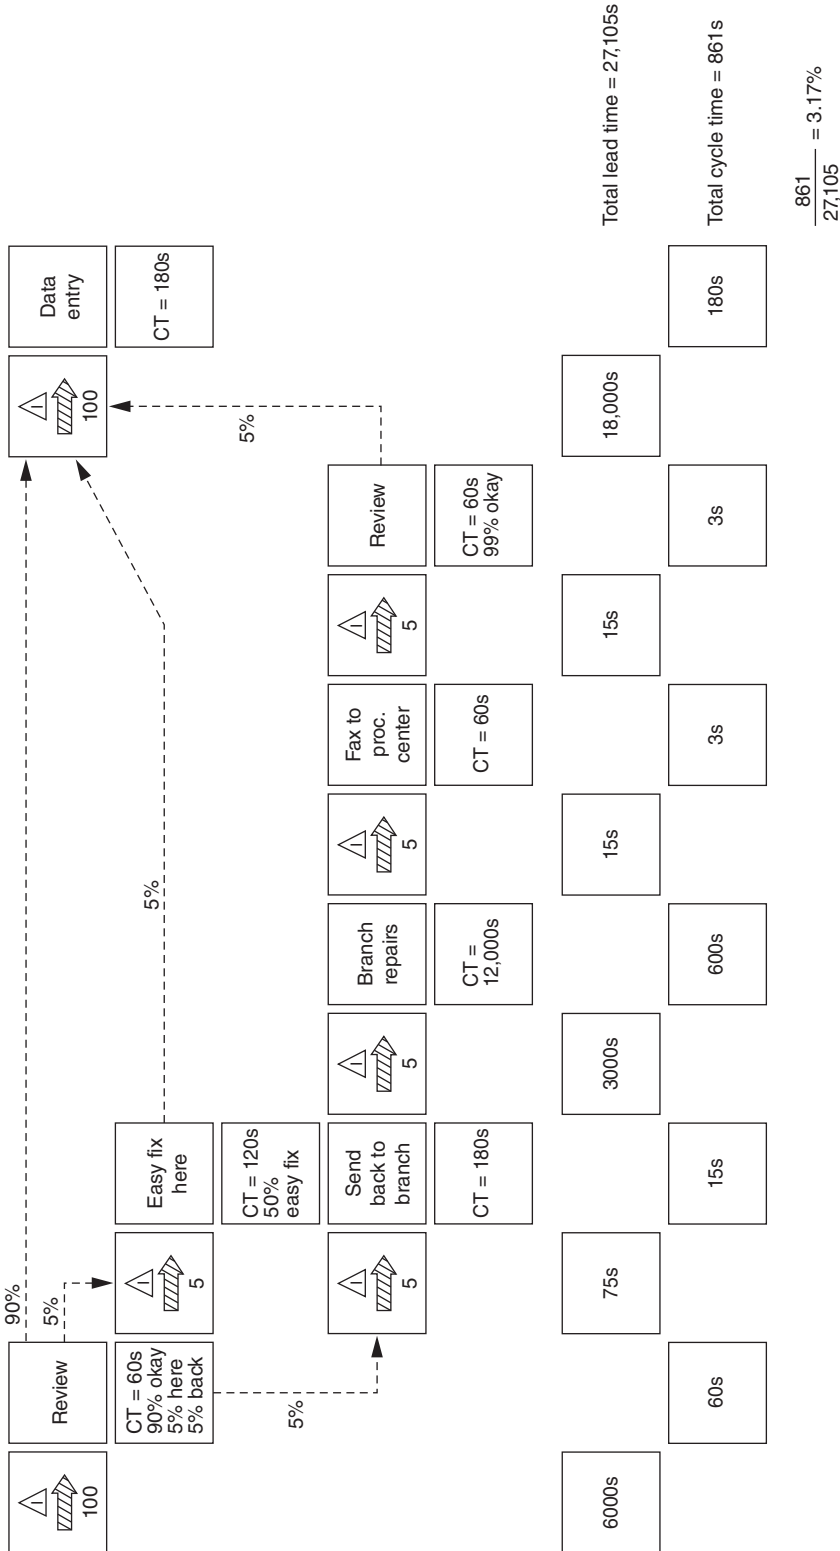 I
100
Review
CT = 60s
90% okay
5% here
5% back
90%
5%
5%
I
5
Easy fix
here
CT = 120s
50%
easy fix
5%
I
5
Send
back to
branch
CT = 180s
I
5
Branch
repairs
CT =
12,000s
I
5
Fax to
proc.
center
CT = 60s
I
5
Review
CT = 60s
99% okay
5%
I
100
Data
entry
CT = 180s
6000s
75s
3000s
15s
15s
18,000s
Total lead time = 27,105s
60s
15s
600s
3s
3s
180s
Total cycle time = 861s
861
27,105
= 3.17%